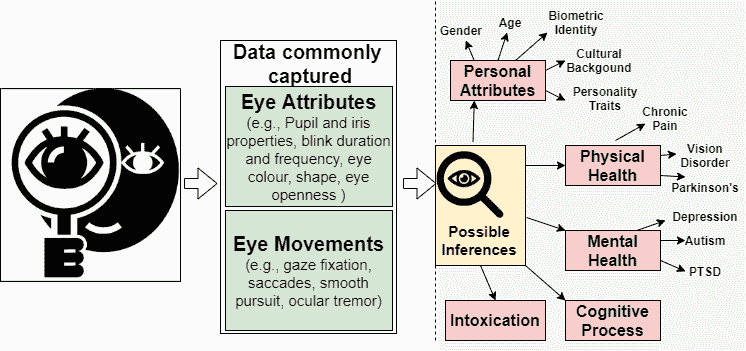 Data commonly
captured
Eye Attributes
(e.g., Pupil and iris
properties, blink duration
and frequency, eye
colour, shape, eye
openness )
Eye Movements
(e.g., gaze fixation,
saccades, smooth
pursuit, ocular tremor)
Possible
Inferences
Personal
Attributes
Gender
Age
Biometric
Identity
Cultural
Backgound
Personality
Traits
Physical
Health
Chronic
Pain
Vision
Disorder
Parkinson's
Mental
Health
Depression
Autism
PTSD
Intoxication
Cognitive
Process